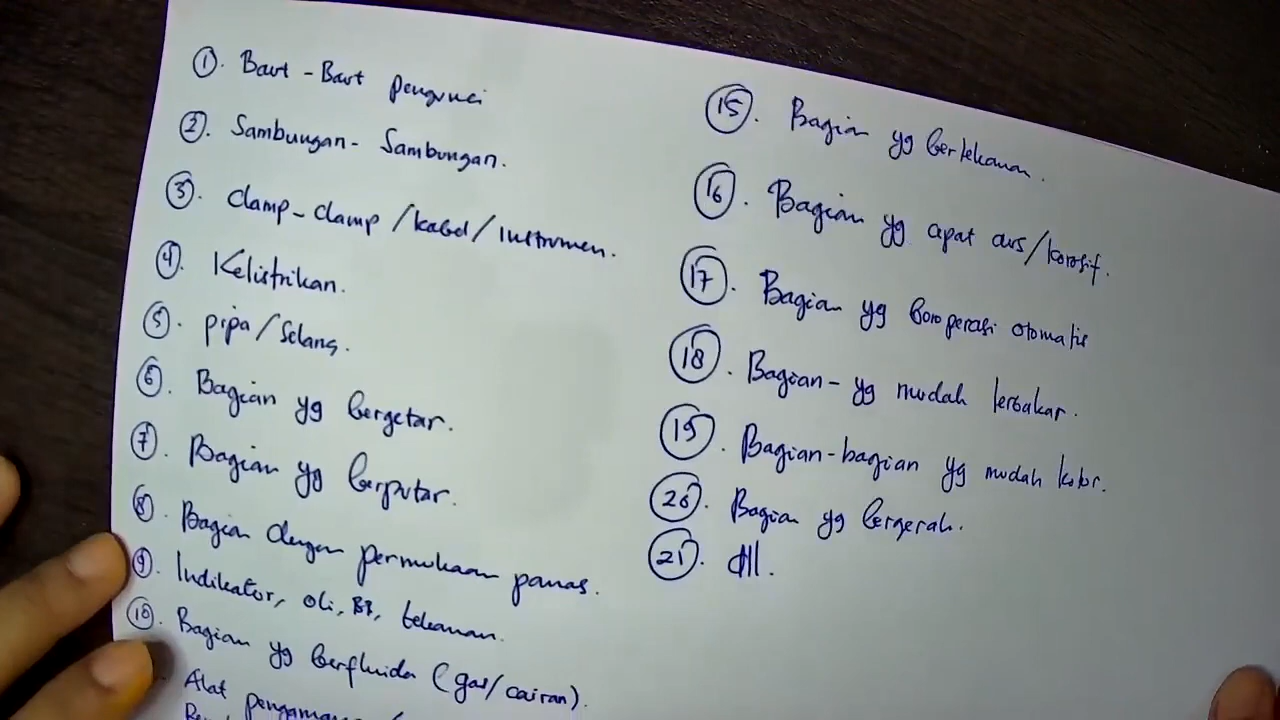 1. Baut - Baut pengunci
2. Sambungan - Sambungan.
3. Clamp - clamp / kabel / instrumen.
4. Kelistrikan.
5. pipa / Selang.
6. Bagian yg bergetar.
7. Bagian yg berputar.
8. Bagian dengan permukaan panas.
9. Indikator, oli, BB, tekanan.
10. Bagian yg berfluida (gas/cairan).
Alat pengaman
15. Bagian yg bertekanan.
16. Bagian yg cepat aus/korosif.
17. Bagian yg beroperasi otomatis
18. Bagian - yg mudah terbakar.
19. Bagian-bagian yg mudah kotor.
20. Bagian yg bergerak.
21. dll.